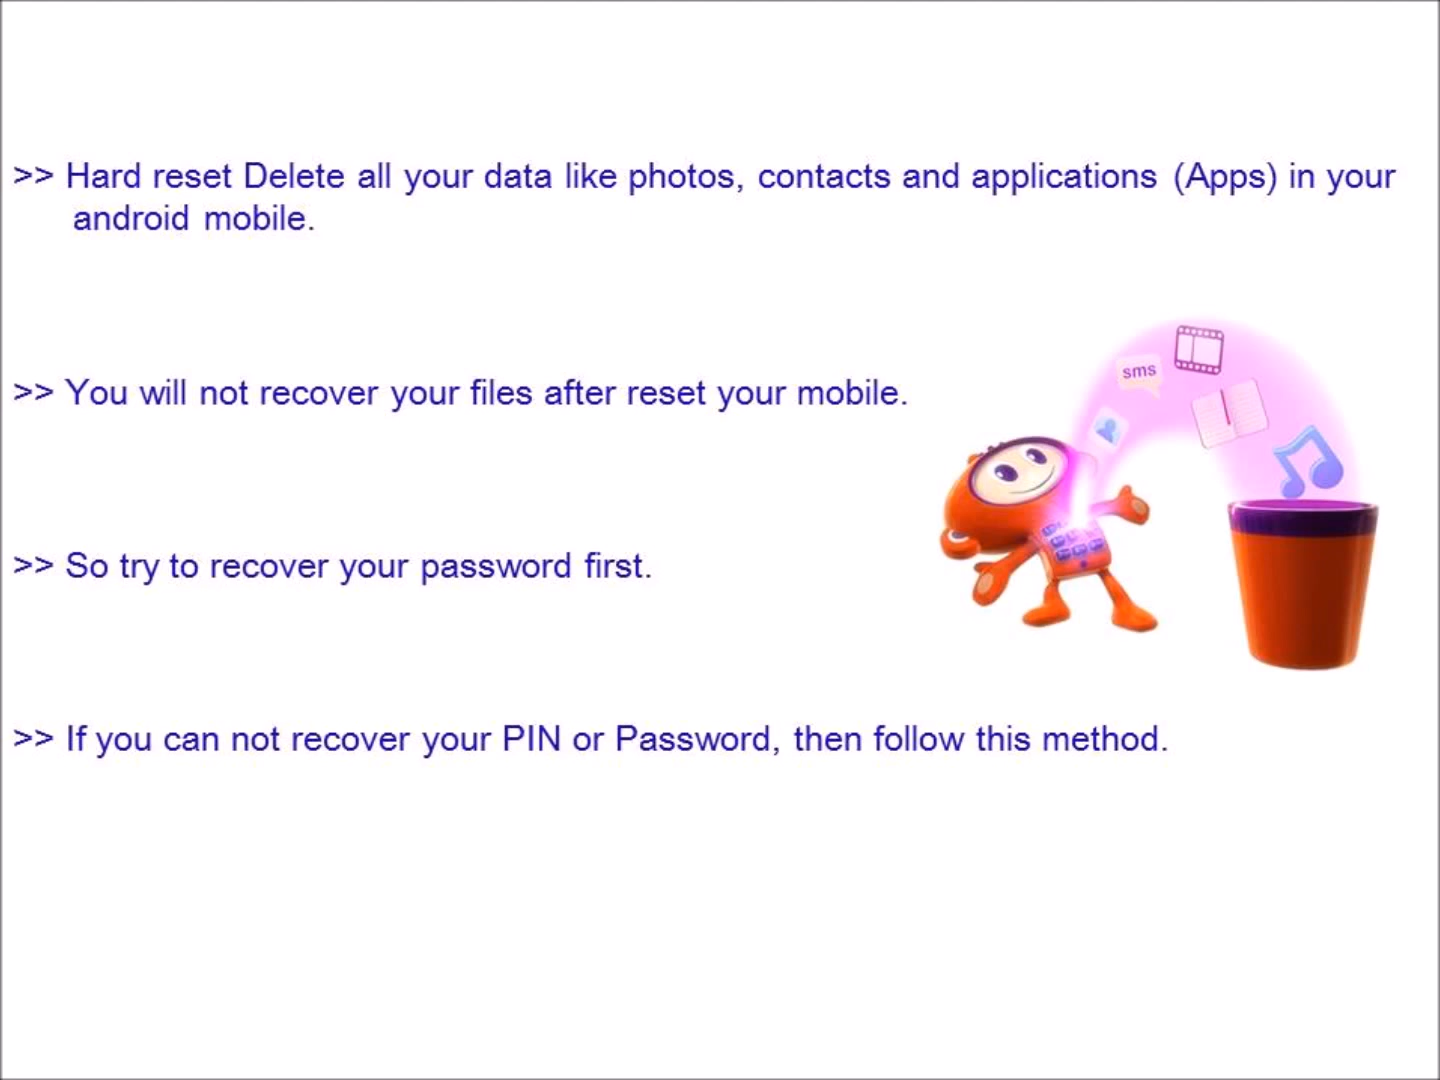 >> Hard reset Delete all your data like photos, contacts and applications (Apps) in your
android mobile.
sms
>> You will not recover your files after reset your mobile.
>> So try to recover your password first.
>> If you can not recover your PIN or Password, then follow this method.